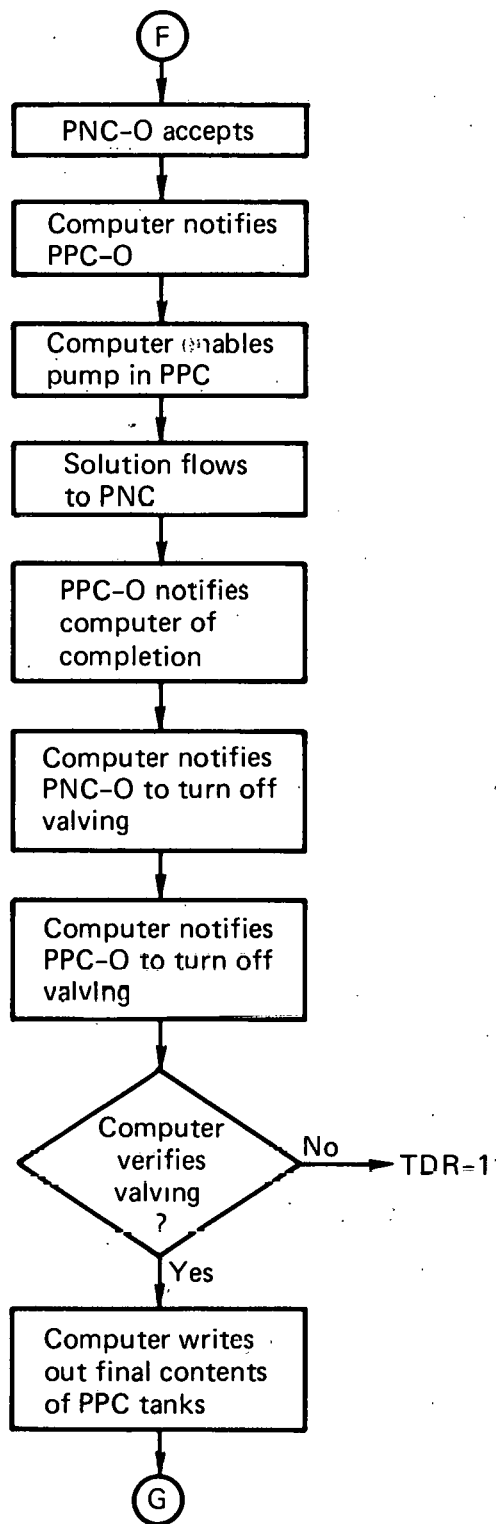 F
PNC-O accepts
Computer notifies
PPC-O
Computer enables
pump in PPC
Solution flows
to PNC
PPC-O notifies
computer of
completion
Computer notifies
PNC-O to turn off
valving
Computer notifies
PPC-O to turn off
valving
Computer
verifies
valving
?
No
TDR=1
Yes
Computer writes
out final contents
of PPC tanks
G